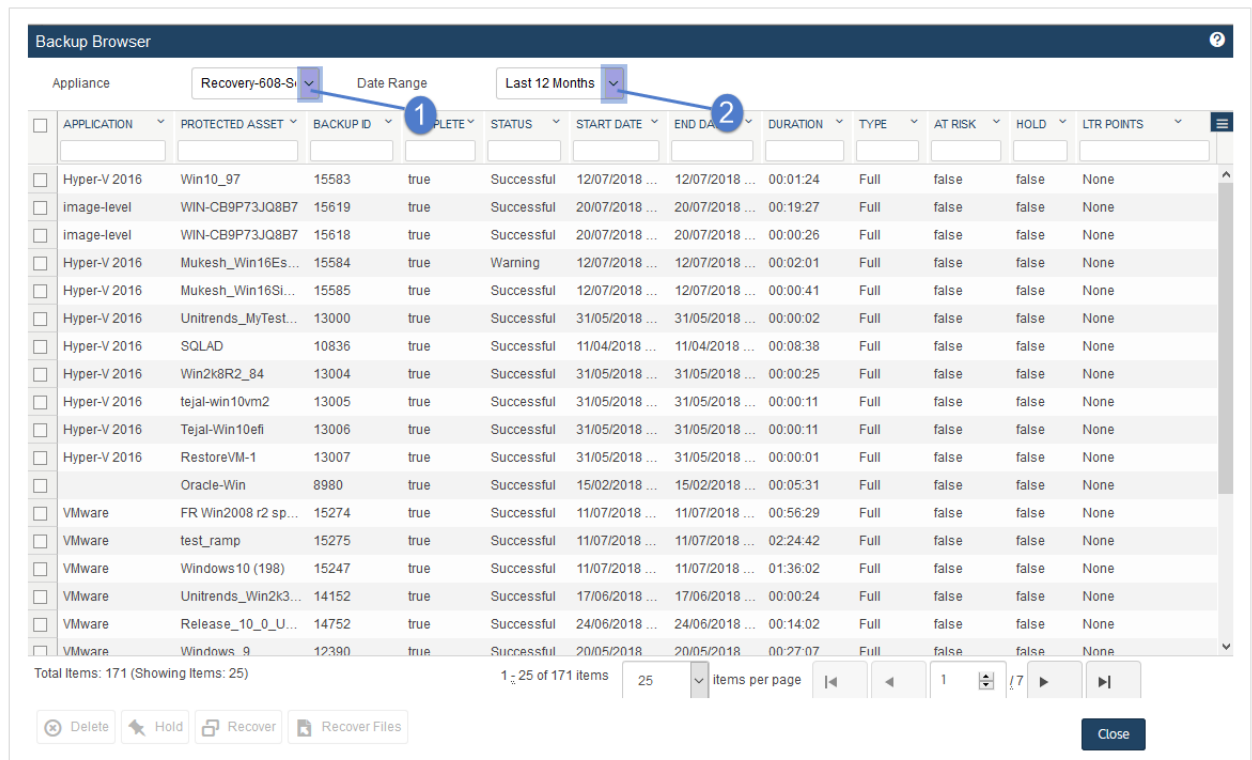 Backup Browser
Appliance Recovery-608-S Date Range Last 12 Months
1 2
APPLICATION PROTECTED ASSET BACKUP ID PLETE STATUS START DATE END DA DURATION TYPE AT RISK HOLD LTR POINTS
Hyper-V 2016 Win10_97 15583 true Successful 12/07/2018 ... 12/07/2018 ... 00:01:24 Full false false None
image-level WIN-CB9P73JQ8B7 15619 true Successful 20/07/2018 ... 20/07/2018 ... 00:19:27 Full false false None
image-level WIN-CB9P73JQ8B7 15618 true Successful 20/07/2018 ... 20/07/2018 ... 00:00:26 Full false false None
Hyper-V 2016 Mukesh_Win16Es... 15584 true Warning 12/07/2018 ... 12/07/2018 ... 00:02:01 Full false false None
Hyper-V 2016 Mukesh_Win16Si... 15585 true Successful 12/07/2018 ... 12/07/2018 ... 00:00:41 Full false false None
Hyper-V 2016 Unitrends_MyTest... 13000 true Successful 31/05/2018 ... 31/05/2018 ... 00:00:02 Full false false None
Hyper-V 2016 SQLAD 10836 true Successful 11/04/2018 ... 11/04/2018 ... 00:08:38 Full false false None
Hyper-V 2016 Win2k8R2_84 13004 true Successful 31/05/2018 ... 31/05/2018 ... 00:00:25 Full false false None
Hyper-V 2016 tejal-win10vm2 13005 true Successful 31/05/2018 ... 31/05/2018 ... 00:00:11 Full false false None
Hyper-V 2016 Tejal-Win10efi 13006 true Successful 31/05/2018 ... 31/05/2018 ... 00:00:11 Full false false None
Hyper-V 2016 RestoreVM-1 13007 true Successful 31/05/2018 ... 31/05/2018 ... 00:00:01 Full false false None
Oracle-Win 8980 true Successful 15/02/2018 ... 15/02/2018 ... 00:05:31 Full false false None
VMware FR Win2008 r2 sp... 15274 true Successful 11/07/2018 ... 11/07/2018 ... 00:56:29 Full false false None
VMware test_ramp 15275 true Successful 11/07/2018 ... 11/07/2018 ... 02:24:42 Full false false None
VMware Windows10 (198) 15247 true Successful 11/07/2018 ... 11/07/2018 ... 01:36:02 Full false false None
VMware Unitrends_Win2k3... 14152 true Successful 17/06/2018 ... 17/06/2018 ... 00:00:24 Full false false None
VMware Release_10_0_U... 14752 true Successful 24/06/2018 ... 24/06/2018 ... 00:14:02 Full false false None
VMware Windows 9 12390 true Successful 20/05/2018 20/05/2018 00:27:07 Full false false None
Total Items: 171 (Showing Items: 25) 1 - 25 of 171 items 25 items per page 1 / 7
Delete Hold Recover Recover Files Close